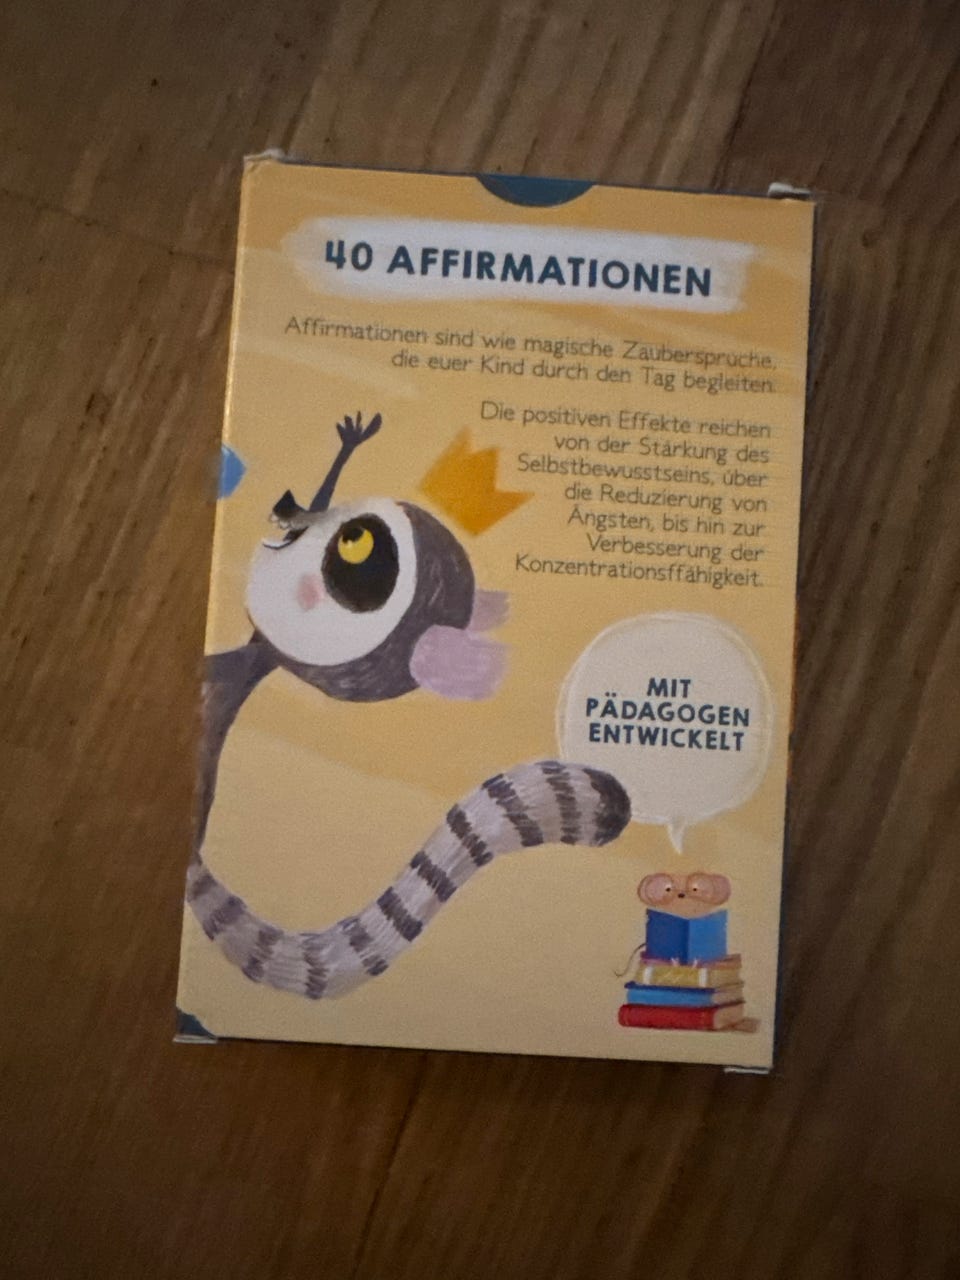 40 AFFIRMATIONEN
Affirmationen sind wie magische Zaubersprüche,
die euer Kind durch den Tag begleiten.
Die positiven Effekte reichen
von der Stärkung des
Selbstbewusstseins, über
die Reduzierung von
Ängsten, bis hin zur
Verbesserung der
Konzentrationsffähigkeit.
MIT
PÄDAGOGEN
ENTWICKELT